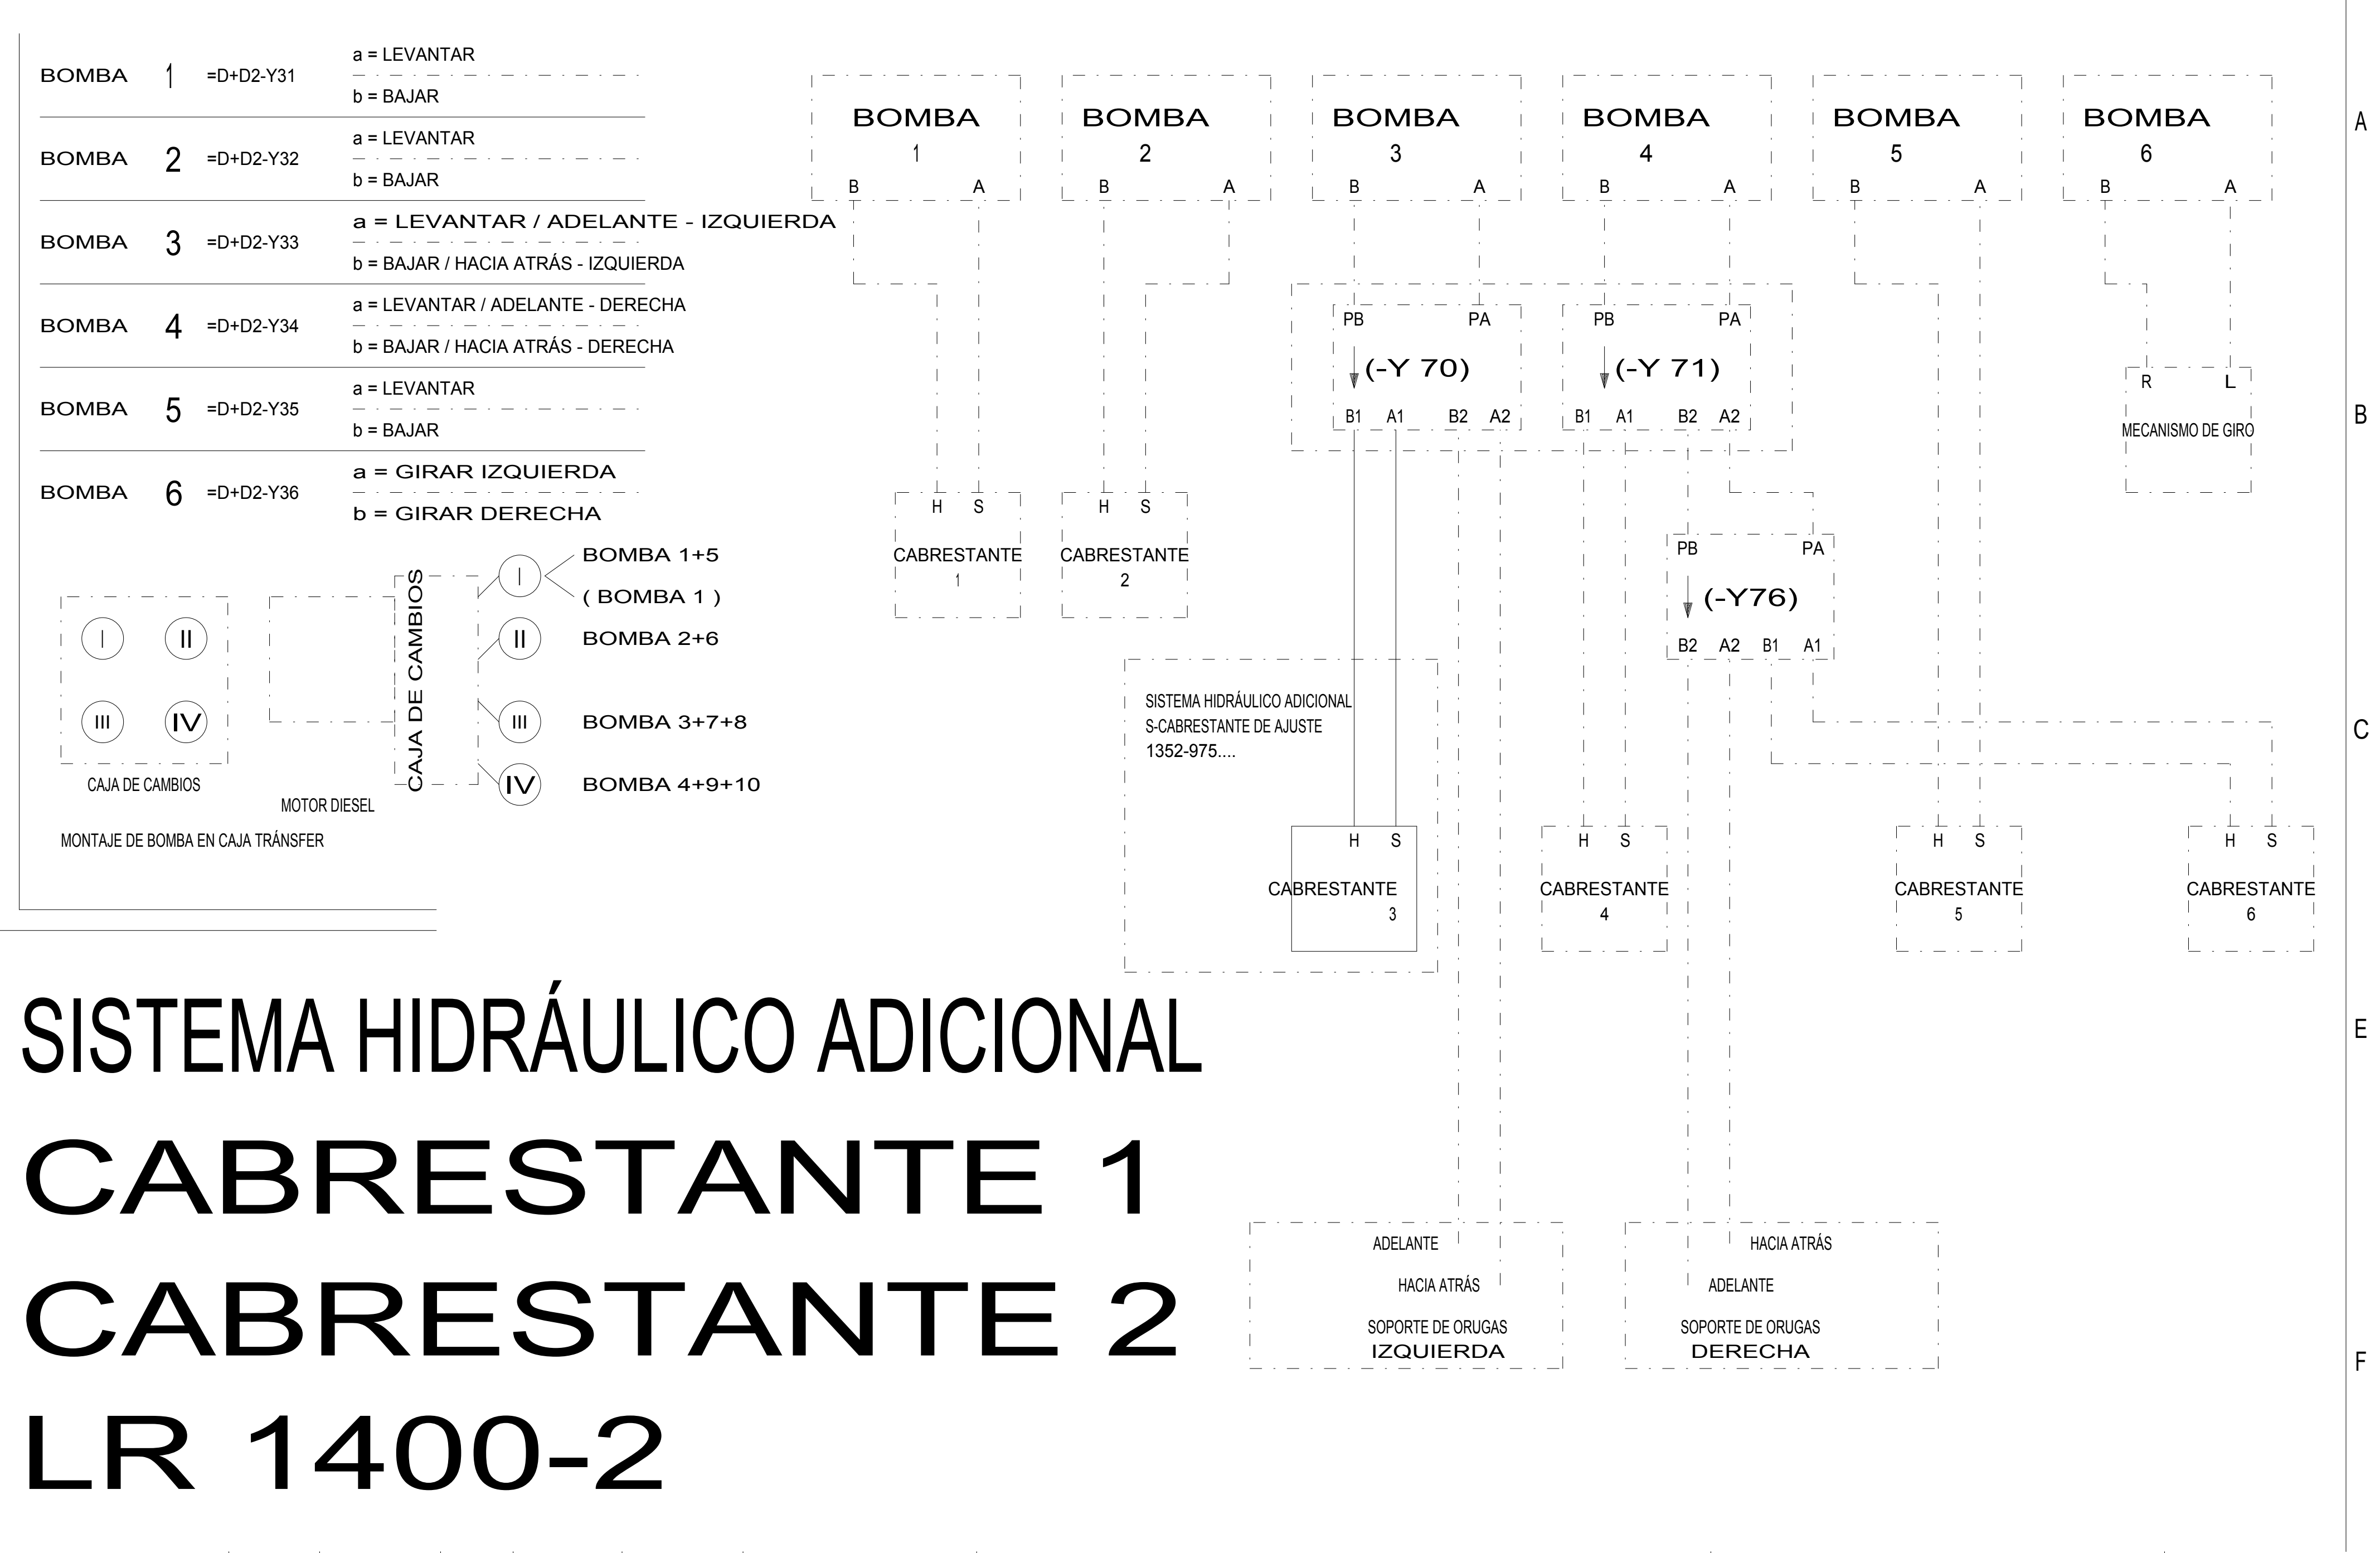 BOMBA 1 =D+D2-Y31
a = LEVANTAR
b = BAJAR
BOMBA 2 =D+D2-Y32
a = LEVANTAR
b = BAJAR
BOMBA 3 =D+D2-Y33
a = LEVANTAR / ADELANTE - IZQUIERDA
b = BAJAR / HACIA ATRÁS - IZQUIERDA
BOMBA 4 =D+D2-Y34
a = LEVANTAR / ADELANTE - DERECHA
b = BAJAR / HACIA ATRÁS - DERECHA
BOMBA 5 =D+D2-Y35
a = LEVANTAR
b = BAJAR
BOMBA 6 =D+D2-Y36
a = GIRAR IZQUIERDA
b = GIRAR DERECHA
I II
III IV
CAJA DE CAMBIOS
MOTOR DIESEL
CAJA DE CAMBIOS
I
BOMBA 1+5
( BOMBA 1 )
II BOMBA 2+6
III BOMBA 3+7+8
IV BOMBA 4+9+10
MONTAJE DE BOMBA EN CAJA TRÁNSFER
BOMBA
1
B A
BOMBA
2
B A
BOMBA
3
B A
BOMBA
4
B A
BOMBA
5
B A
BOMBA
6
B A
PB PA
(-Y 70)
B1 A1 B2 A2
PB PA
(-Y 71)
B1 A1 B2 A2
R L
MECANISMO DE GIRO
H S
CABRESTANTE
1
H S
CABRESTANTE
2
PB PA
(-Y76)
B2 A2 B1 A1
SISTEMA HIDRÁULICO ADICIONAL
S-CABRESTANTE DE AJUSTE
1352-975....
H S
CABRESTANTE
3
H S
CABRESTANTE
4
H S
CABRESTANTE
5
H S
CABRESTANTE
6
ADELANTE
HACIA ATRÁS
SOPORTE DE ORUGAS
IZQUIERDA
HACIA ATRÁS
ADELANTE
SOPORTE DE ORUGAS
DERECHA
A
B
C
E
F
SISTEMA HIDRÁULICO ADICIONAL
CABRESTANTE 1
CABRESTANTE 2
LR 1400-2